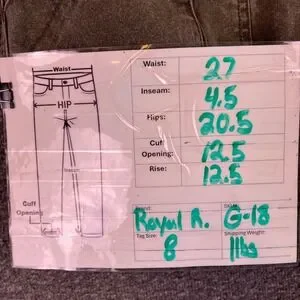 Waist
HIP
Inseam
Cuff
Opening
Waist: 27
Inseam: 4.5
Hips: 20.5
Cuff
Opening: 12.5
Rise: 12.5
Royal R. G-18
Tag Size: Shipping Weight:
8 1lbs